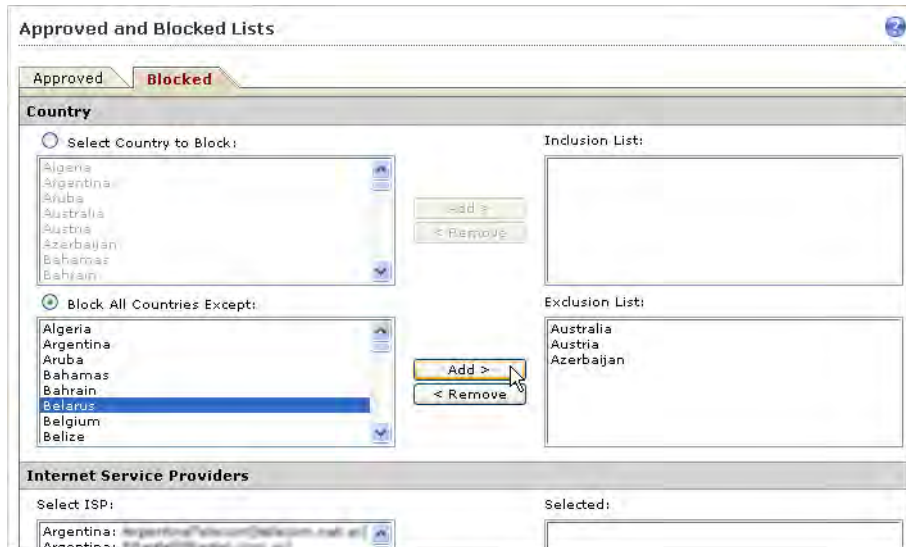 Approved and Blocked Lists
Approved
Blocked
Country
Select Country to Block:
Inclusion List:
Algeria
Argentina
Aruba
Australia
Austria
Azerbaijan
Bahamas
Bahrain
Add >
< Remove
Block All Countries Except:
Exclusion List:
Algeria
Argentina
Aruba
Bahamas
Bahrain
Belarus
Belgium
Belize
Add >
< Remove
Australia
Austria
Azerbaijan
Internet Service Providers
Select ISP:
Selected:
Argentina:
Argentina: